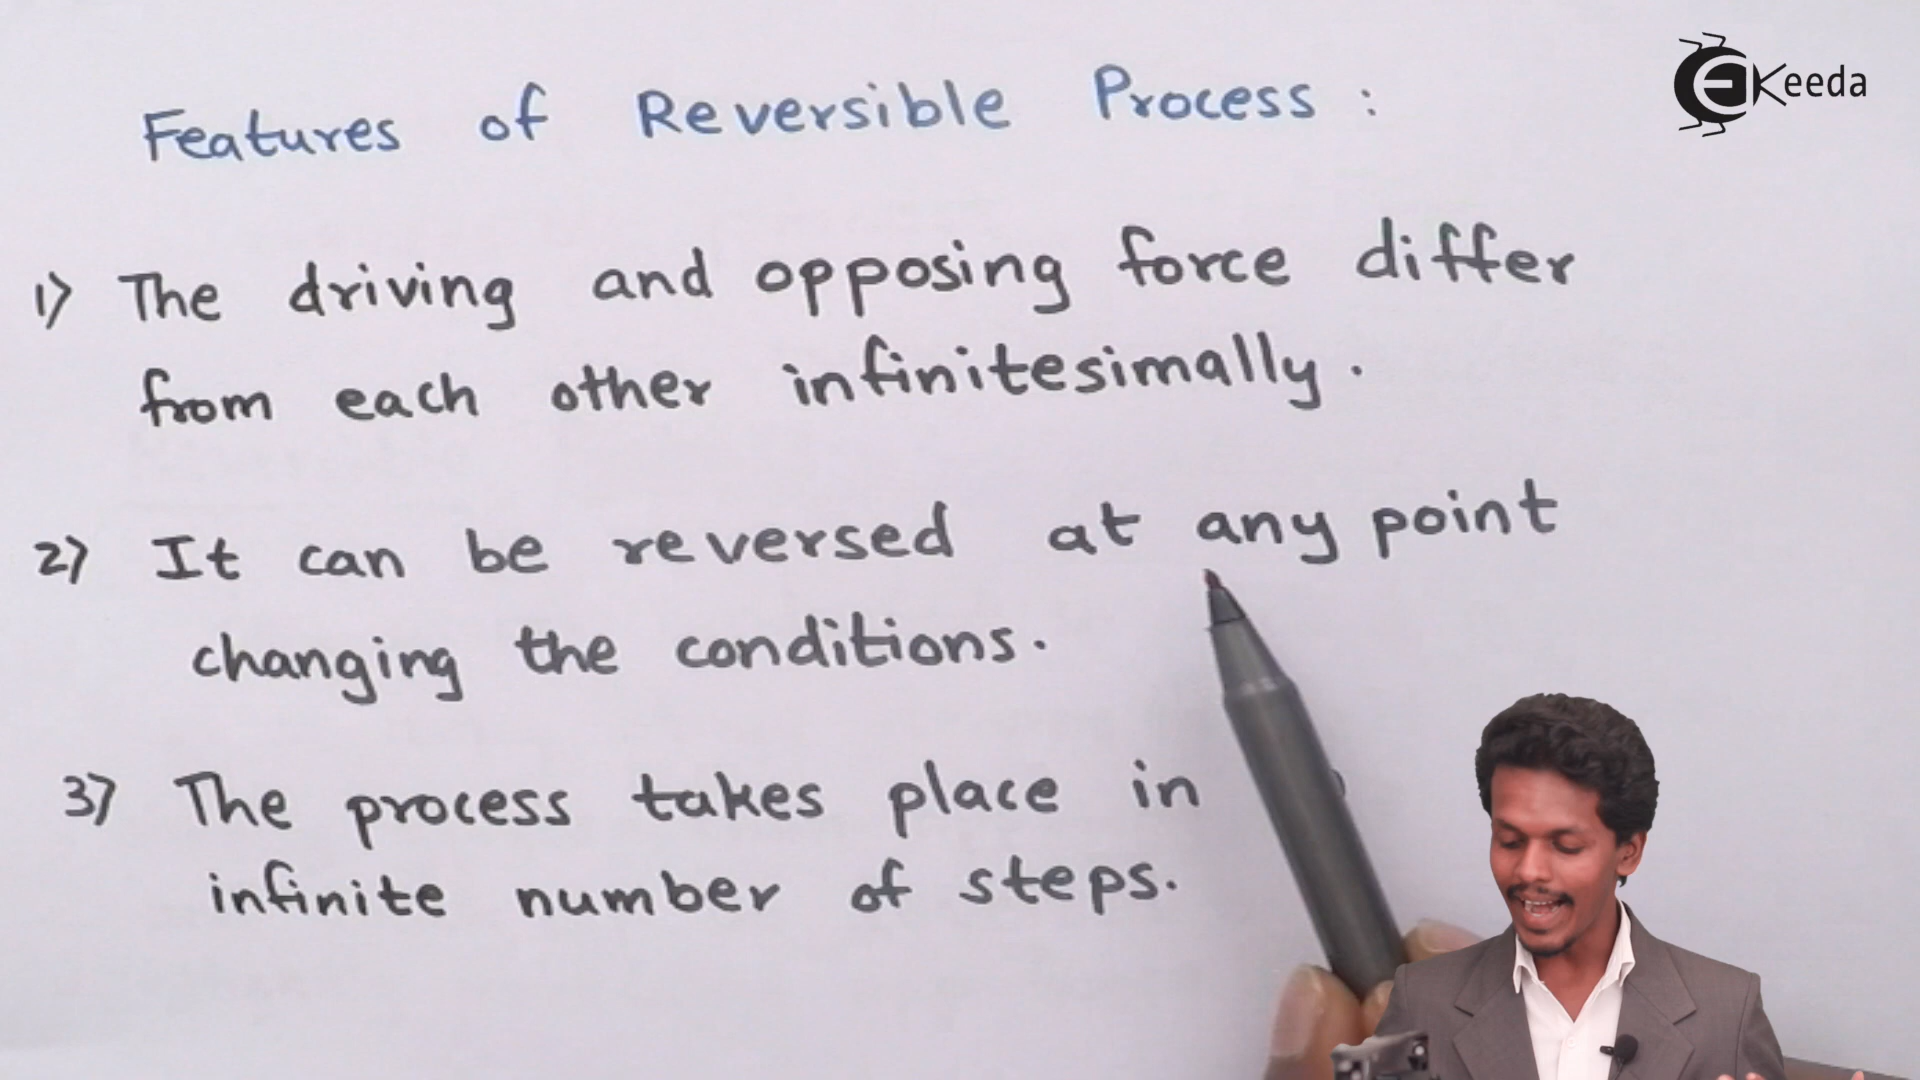 EKeeda
Features of Reversible Process :
1) The driving and opposing force differ
from each other infinitesimally.
2) It can be reversed at any point
changing the conditions.
3) The process takes place in
infinite number of steps.